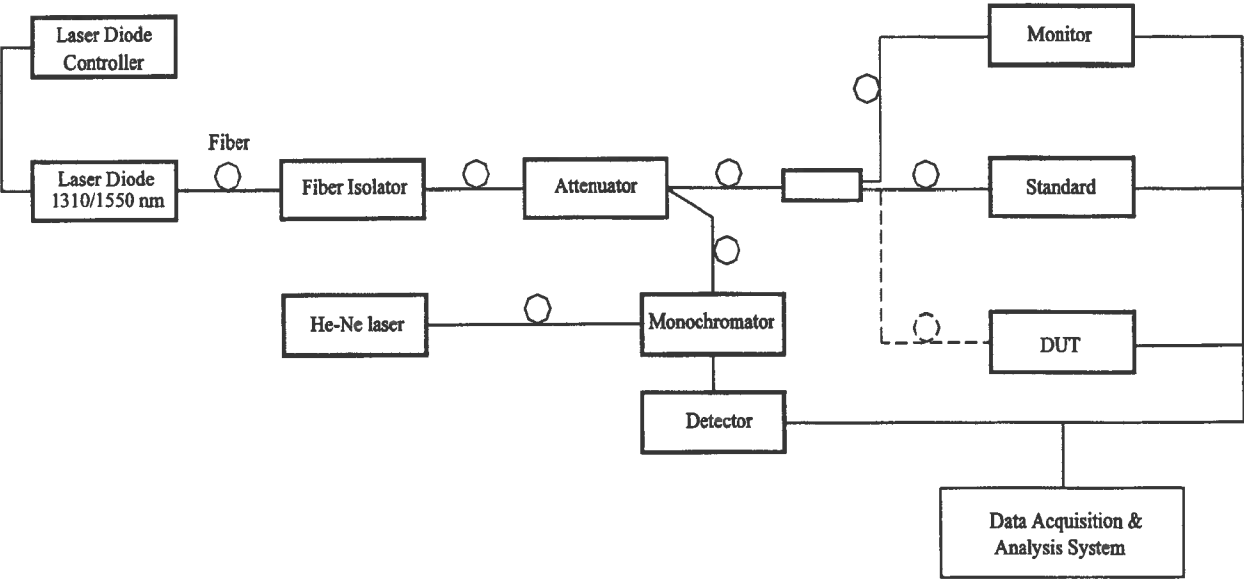 Laser Diode
Controller
Monitor
Fiber
Laser Diode
1310/1550 nm
Fiber Isolator
Attenuator
Standard
He-Ne laser
Monochromator
DUT
Detector
Data Acquisition &
Analysis System